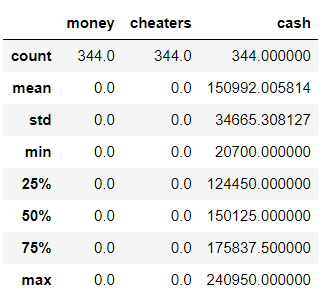 money cheaters cash
count 344.0 344.0 344.000000
mean 0.0 0.0 150992.005814
std 0.0 0.0 34665.308127
min 0.0 0.0 20700.000000
25% 0.0 0.0 124450.000000
50% 0.0 0.0 150125.000000
75% 0.0 0.0 175837.500000
max 0.0 0.0 240950.000000